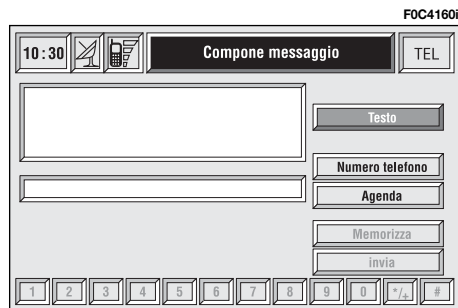 F0C4160i
10:30 Compone messaggio TEL
Testo
Numero telefono
Agenda
Memorizza
invia
1 2 3 4 5 6 7 8 9 0 */+ #